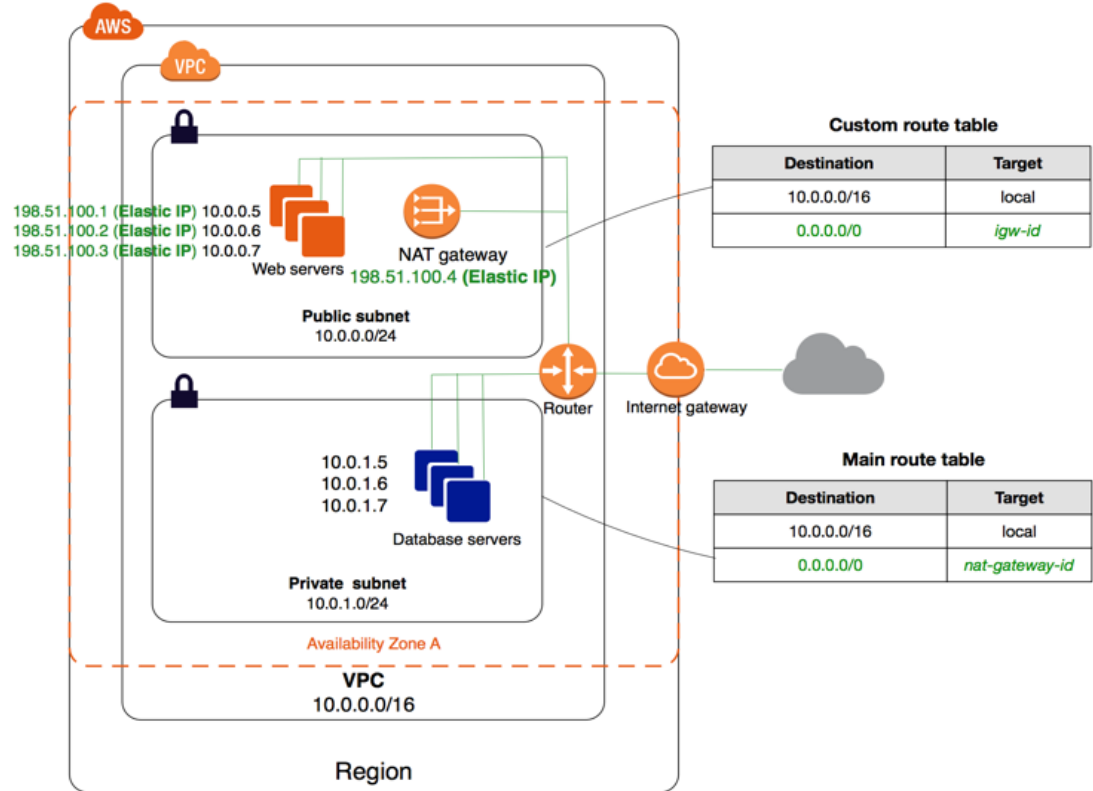 AWS
VPC
198.51.100.1 (Elastic IP) 10.0.0.5
198.51.100.2 (Elastic IP) 10.0.0.6
198.51.100.3 (Elastic IP) 10.0.0.7
Web servers
NAT gateway
198.51.100.4 (Elastic IP)
Public subnet
10.0.0.0/24
Custom route table
Destination Target
10.0.0.0/16 local
0.0.0.0/0 igw-id
Router
Internet gateway
10.0.1.5
10.0.1.6
10.0.1.7
Database servers
Private subnet
10.0.1.0/24
Main route table
Destination Target
10.0.0.0/16 local
0.0.0.0/0 nat-gateway-id
Availability Zone A
VPC
10.0.0.0/16
Region